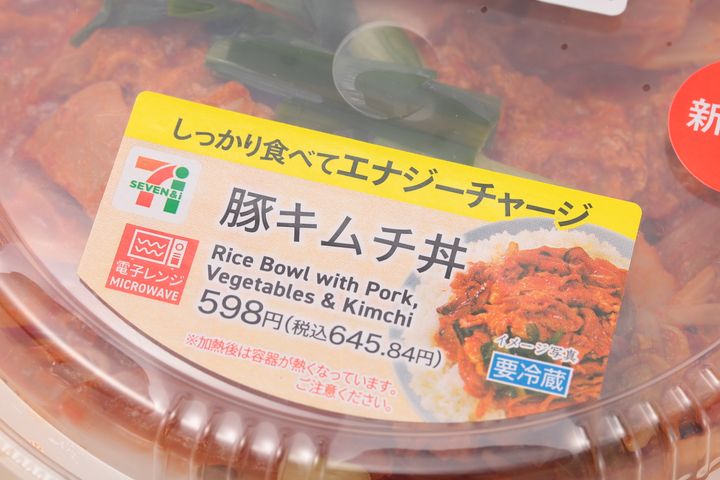 しっかり食べてエナジーチャージ
新
7i
SEVEN&i
豚キムチ丼
Rice Bowl with Pork,
Vegetables & Kimchi
電子レンジ
MICROWAVE
598円(税込645.84円)
※加熱後は容器が熱くなっています。
ご注意ください。
イメージ写真
要冷蔵